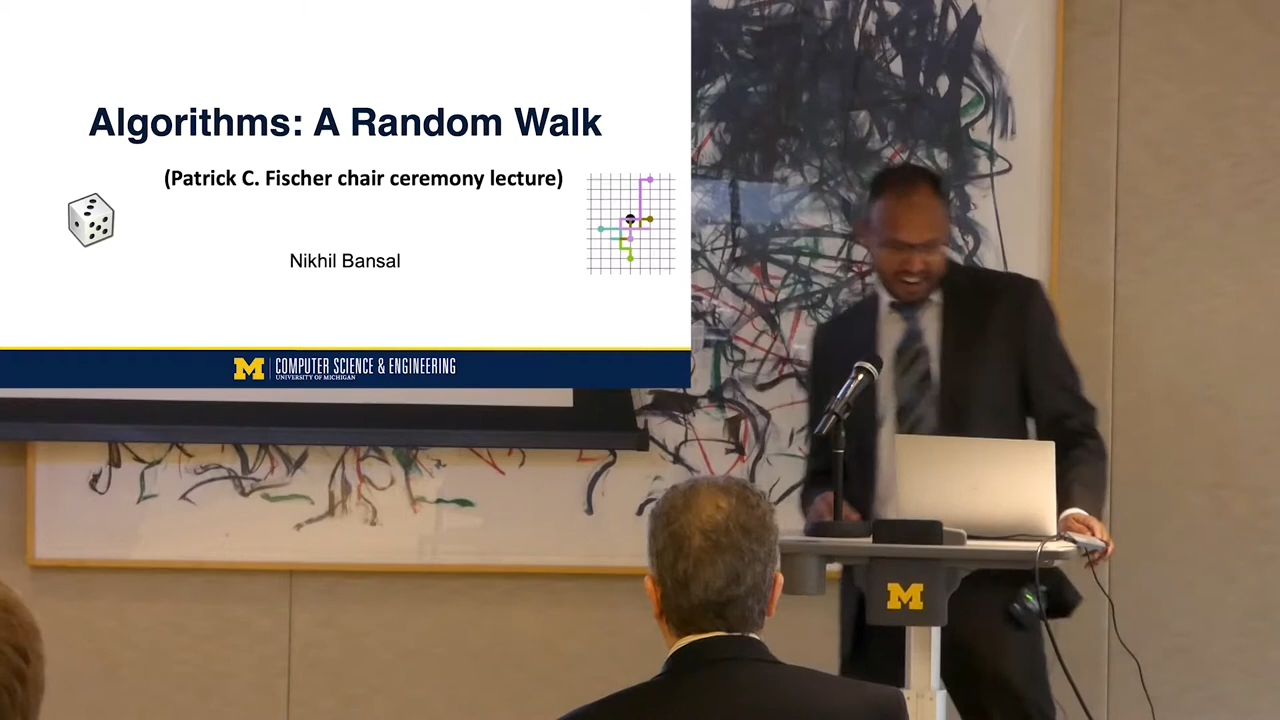 Algorithms: A Random Walk
(Patrick C. Fischer chair ceremony lecture)
Nikhil Bansal
M COMPUTER SCIENCE & ENGINEERING
UNIVERSITY OF MICHIGAN
M